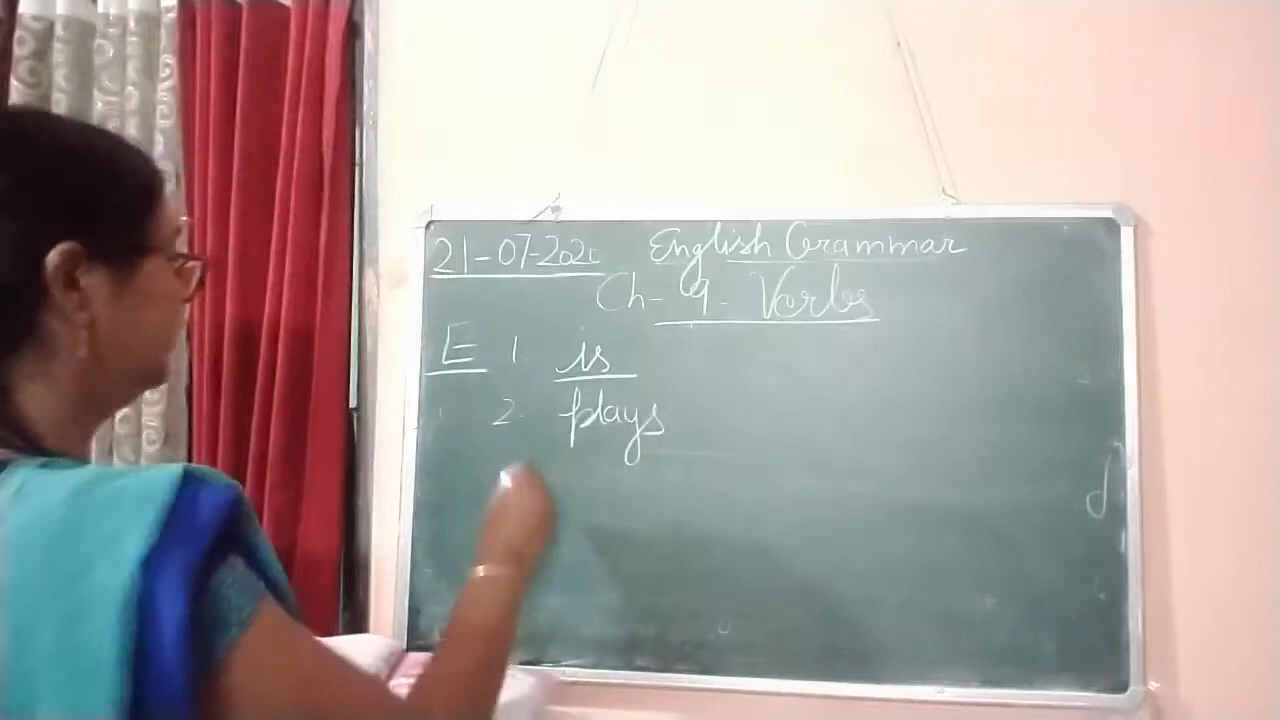 21-07-2020 English Grammar
Ch- 9- Verbs
E 1. is
2. plays
d